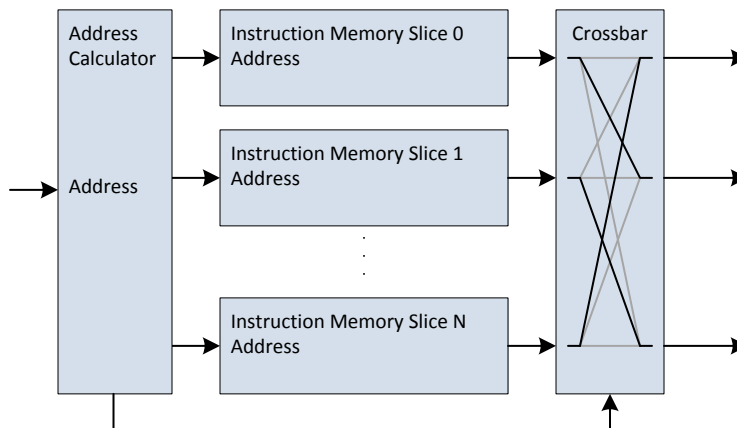 Address
Calculator
Address
Instruction Memory Slice 0
Address
Instruction Memory Slice 1
Address
Instruction Memory Slice N
Address
Crossbar